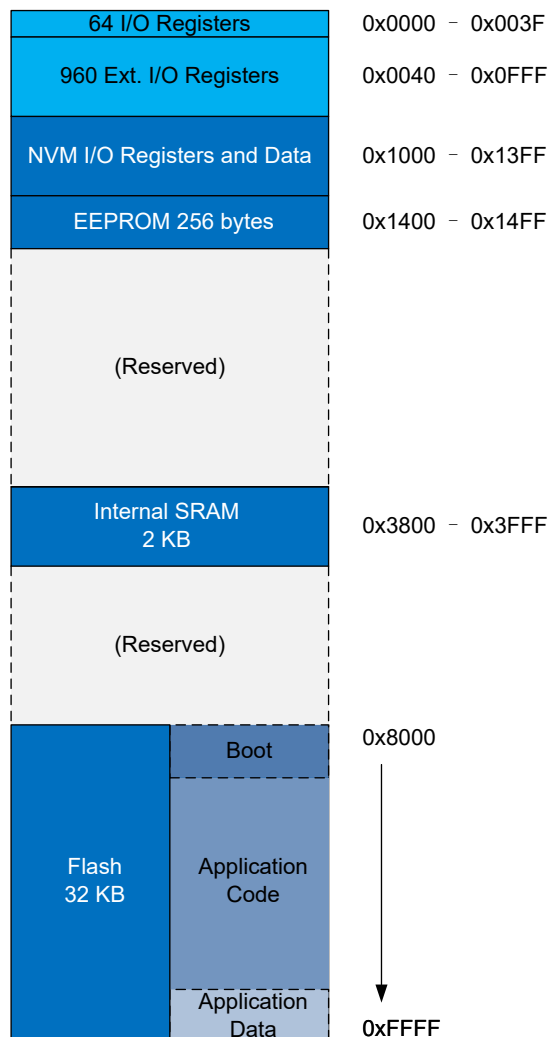 64 I/O Registers 0x0000 – 0x003F
960 Ext. I/O Registers 0x0040 – 0x0FFF
NVM I/O Registers and Data 0x1000 – 0x13FF
EEPROM 256 bytes 0x1400 – 0x14FF
(Reserved)
Internal SRAM
2 KB
0x3800 – 0x3FFF
(Reserved)
Boot 0x8000
Flash
32 KB
Application
Code
Application
Data
0xFFFF